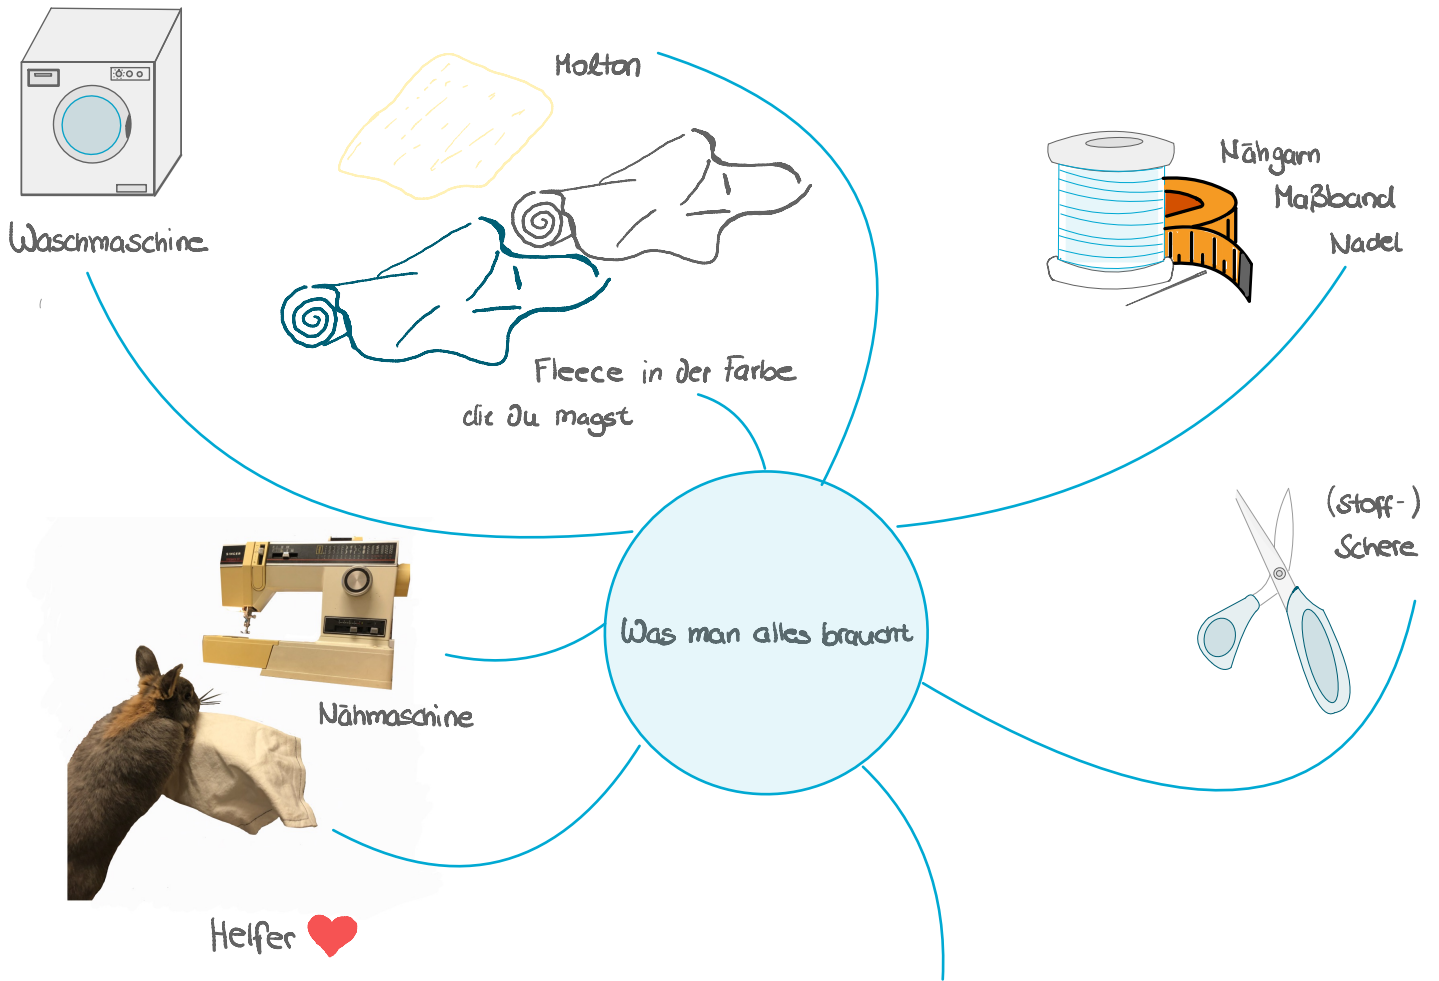 Molton
Nähgarn
Maßband
Nadel
Waschmaschine
Fleece in der Farbe
die du magst
(Stoff-)
Schere
SINGER
Was man alles braucht
Nähmaschine
Helfer